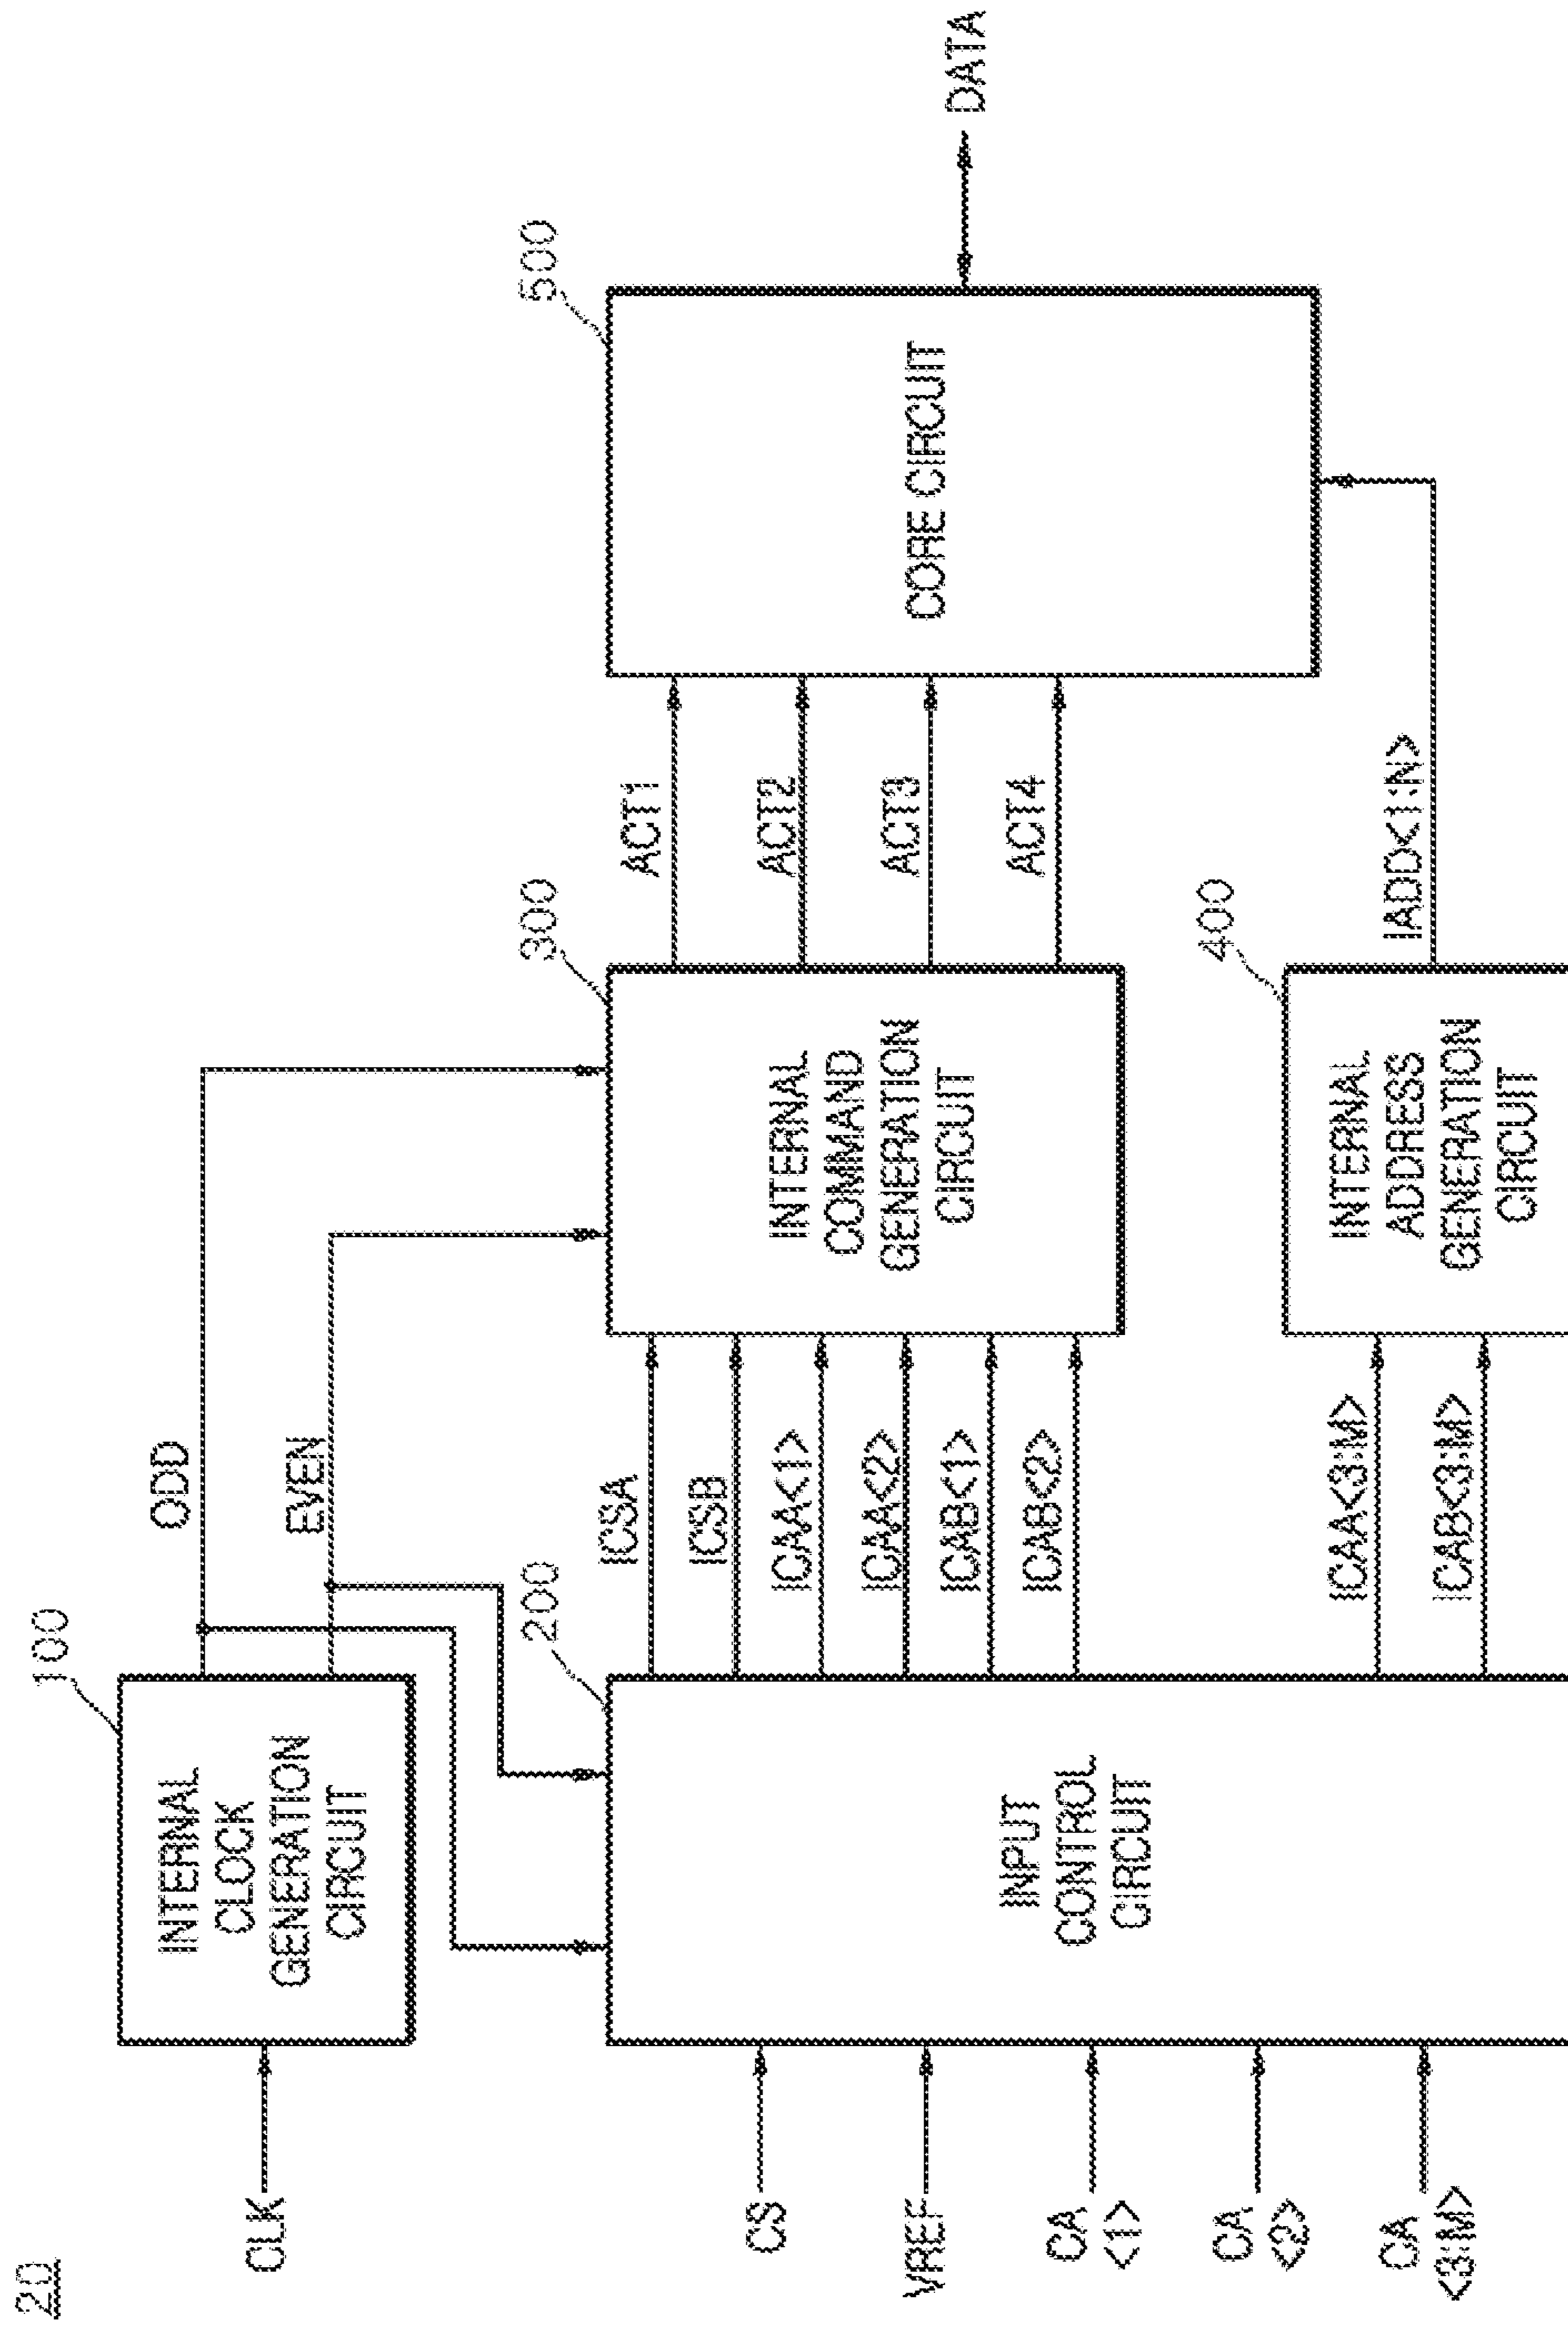 20
CLK
INTERNAL
CLOCK
GENERATION
CIRCUIT
100
ODD
EVEN
CS
VREF
CA
<1>
CA
<2>
CA
<3:M>
INPUT
CONTROL
CIRCUIT
200
ICSA
ICSB
ICAA<1>
ICAA<2>
ICAB<1>
ICAB<2>
ICAA<3:M>
ICAB<3:M>
INTERNAL
COMMAND
GENERATION
CIRCUIT
300
INTERNAL
ADDRESS
GENERATION
CIRCUIT
400
ACT1
ACT2
ACT3
ACT4
IADD<1:N>
CORE CIRCUIT
500
DATA